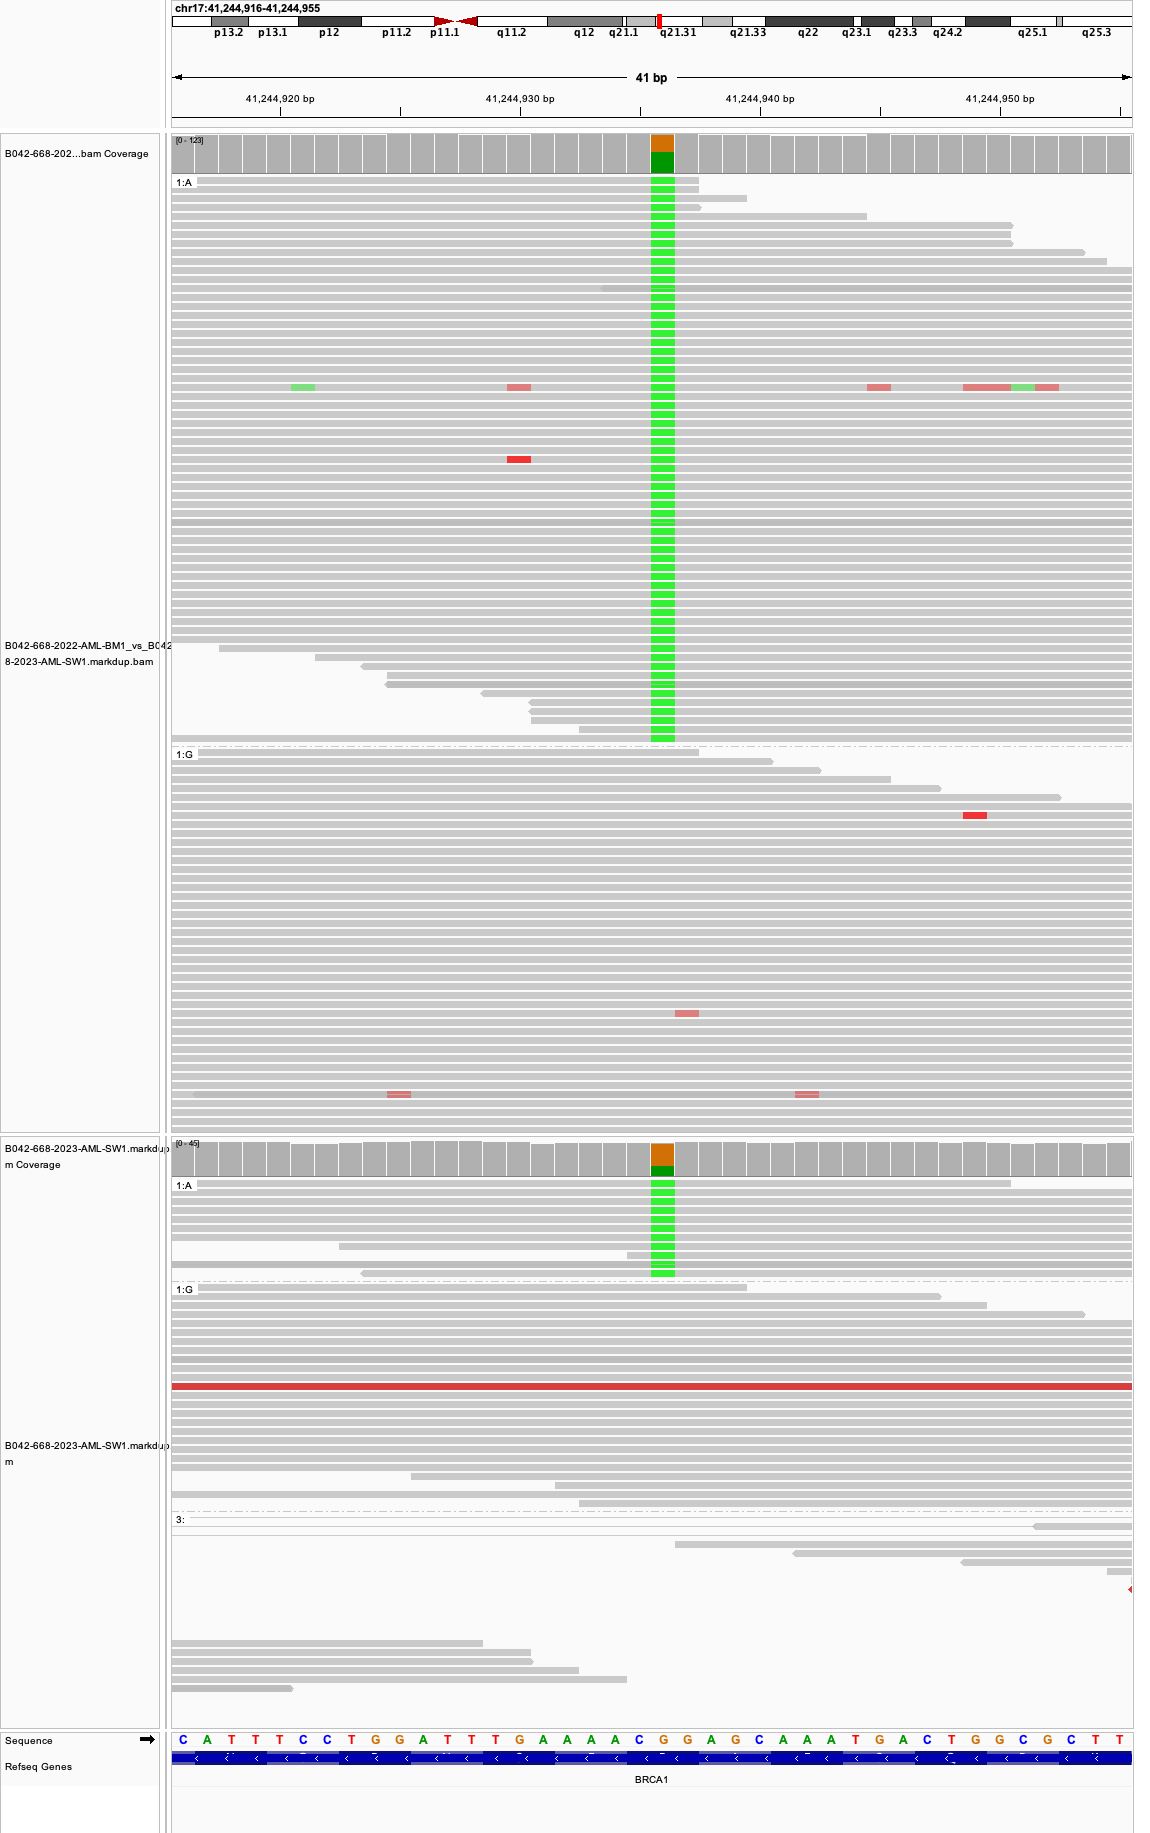 chr17:41,244,916-41,244,955
p13.2 p13.1 p12 p11.2 p11.1 q11.2 q12 q21.1 q21.31 q21.33 q22 q23.1 q23.3 q24.2 q25.1 q25.3
41 bp
41,244,920 bp 41,244,930 bp 41,244,940 bp 41,244,950 bp
[0 - 123]
B042-668-202...bam Coverage
1:A
B042-668-2022-AML-BM1_vs_B042
8-2023-AML-SW1.markdup.bam
1:G
[0 - 45]
B042-668-2023-AML-SW1.markdup
m Coverage
1:A
1:G
B042-668-2023-AML-SW1.markdup
m
3:
Sequence
C A T T T C C T G G A T T T G A A A A C G G A G C A A A T G A C T G G C G C T T
Refseq Genes
BRCA1